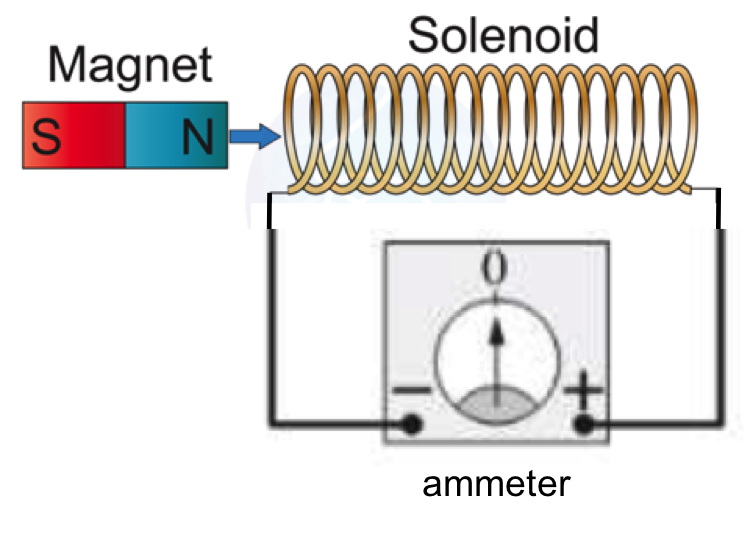 Solenoid
Magnet
S N
0
− +
ammeter